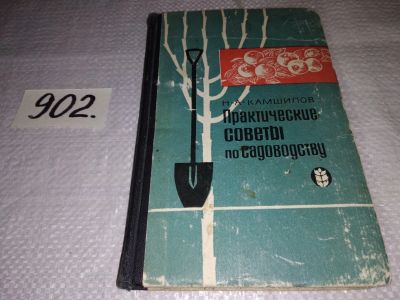 902.
Н·А·КАМШИЛОВ
Практические
советы
по садоводству